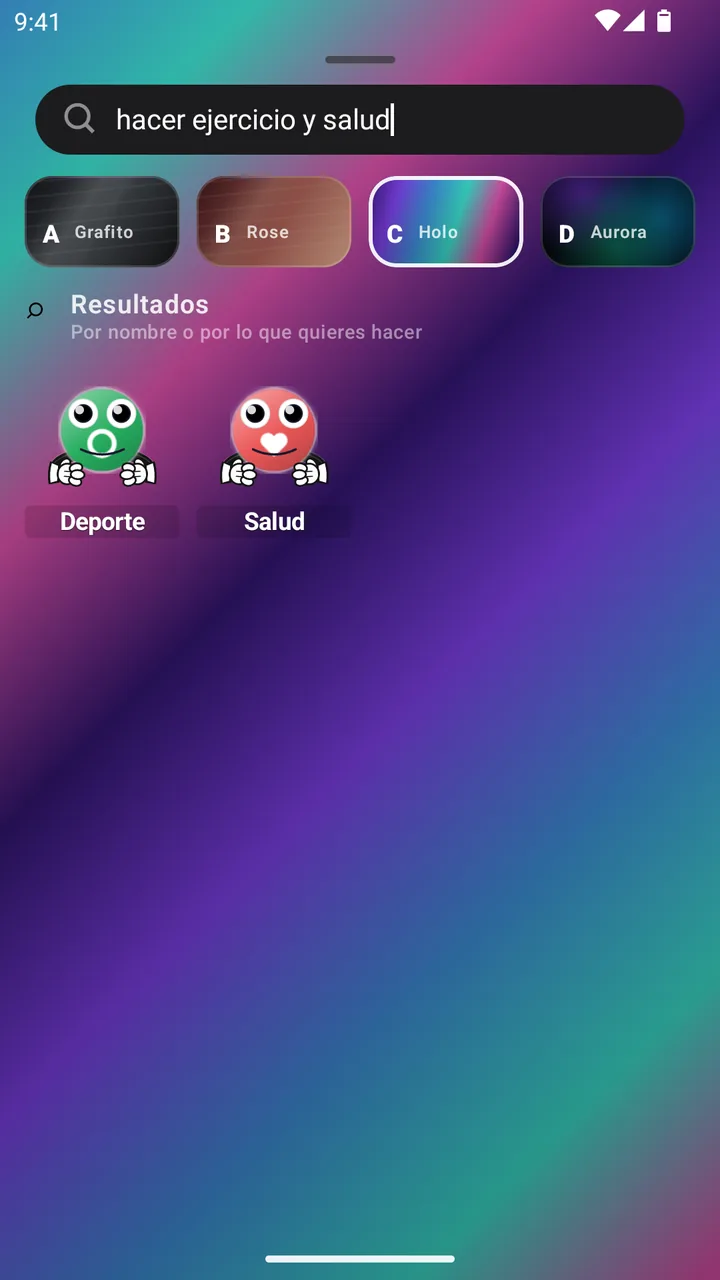 9:41
hacer ejercicio y salud
A Grafito
B Rose
C Holo
D Aurora
Resultados
Por nombre o por lo que quieres hacer
Deporte
Salud